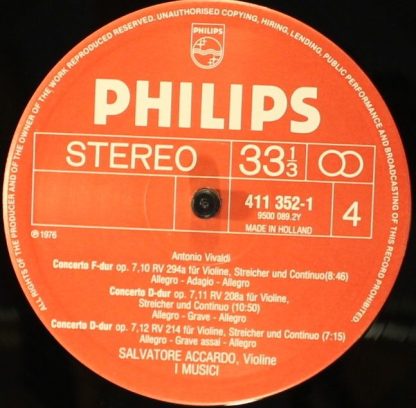 ALL RIGHTS OF THE PRODUCER AND OF THE OWNER OF THE WORK REPRODUCED RESERVED. UNAUTHORISED COPYING, HIRING, LENDING, PUBLIC PERFORMANCE AND BROADCASTING OF THIS RECORD PROHIBITED.
PHILIPS
PHILIPS
STEREO
33 1/3
411 352-1
9500 089.2Y
MADE IN HOLLAND
4
℗ 1976
Antonio Vivaldi
Concerto F-dur op. 7,10 RV 294a für Violine, Streicher und Continuo(8:46)
Allegro - Adagio - Allegro
Concerto D-dur op. 7,11 RV 208a für Violine,
Streicher und Continuo (10:50)
Allegro - Grave - Allegro
Concerto D-dur op. 7,12 RV 214 für Violine, Streicher und Continuo (7:15)
Allegro - Grave assai - Allegro
SALVATORE ACCARDO, Violine
I MUSICI